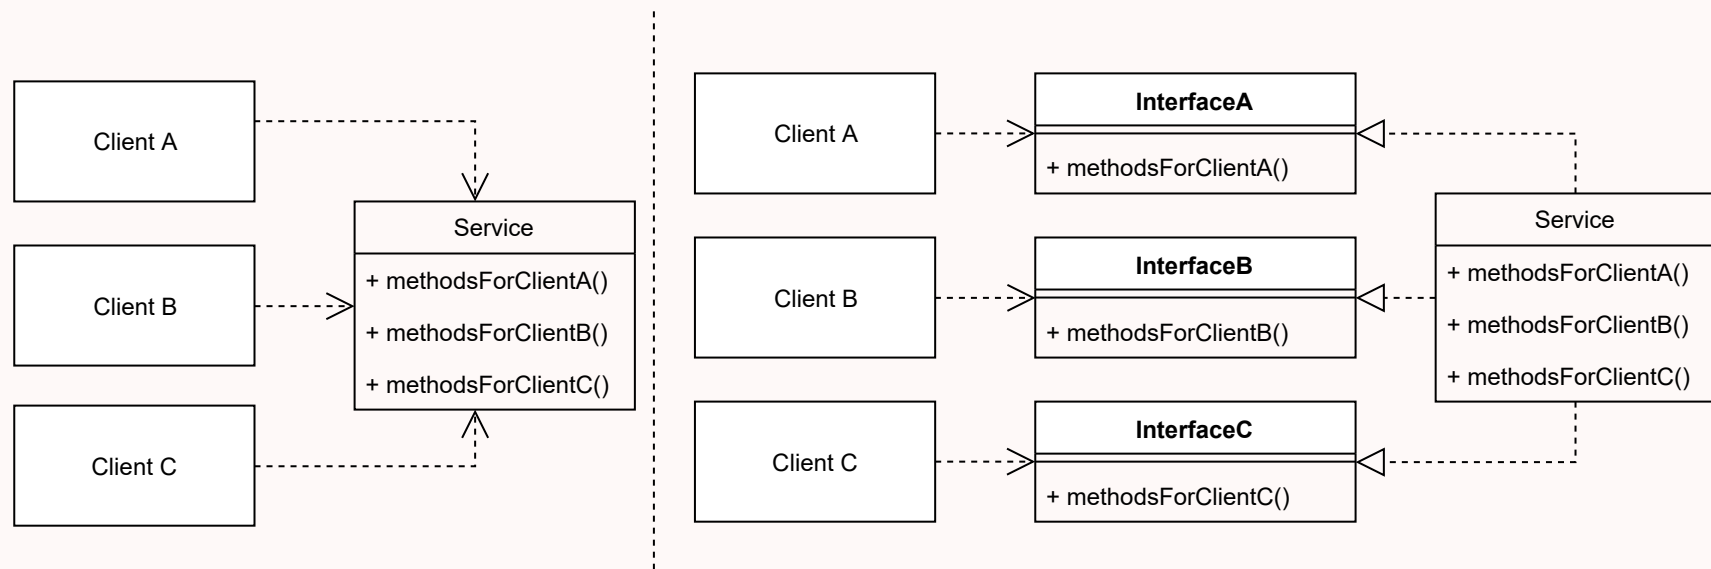 Client A
Client B
Client C
Service
+ methodsForClientA()
+ methodsForClientB()
+ methodsForClientC()
Client A
Client B
Client C
InterfaceA
+ methodsForClientA()
InterfaceB
+ methodsForClientB()
InterfaceC
+ methodsForClientC()
Service
+ methodsForClientA()
+ methodsForClientB()
+ methodsForClientC()